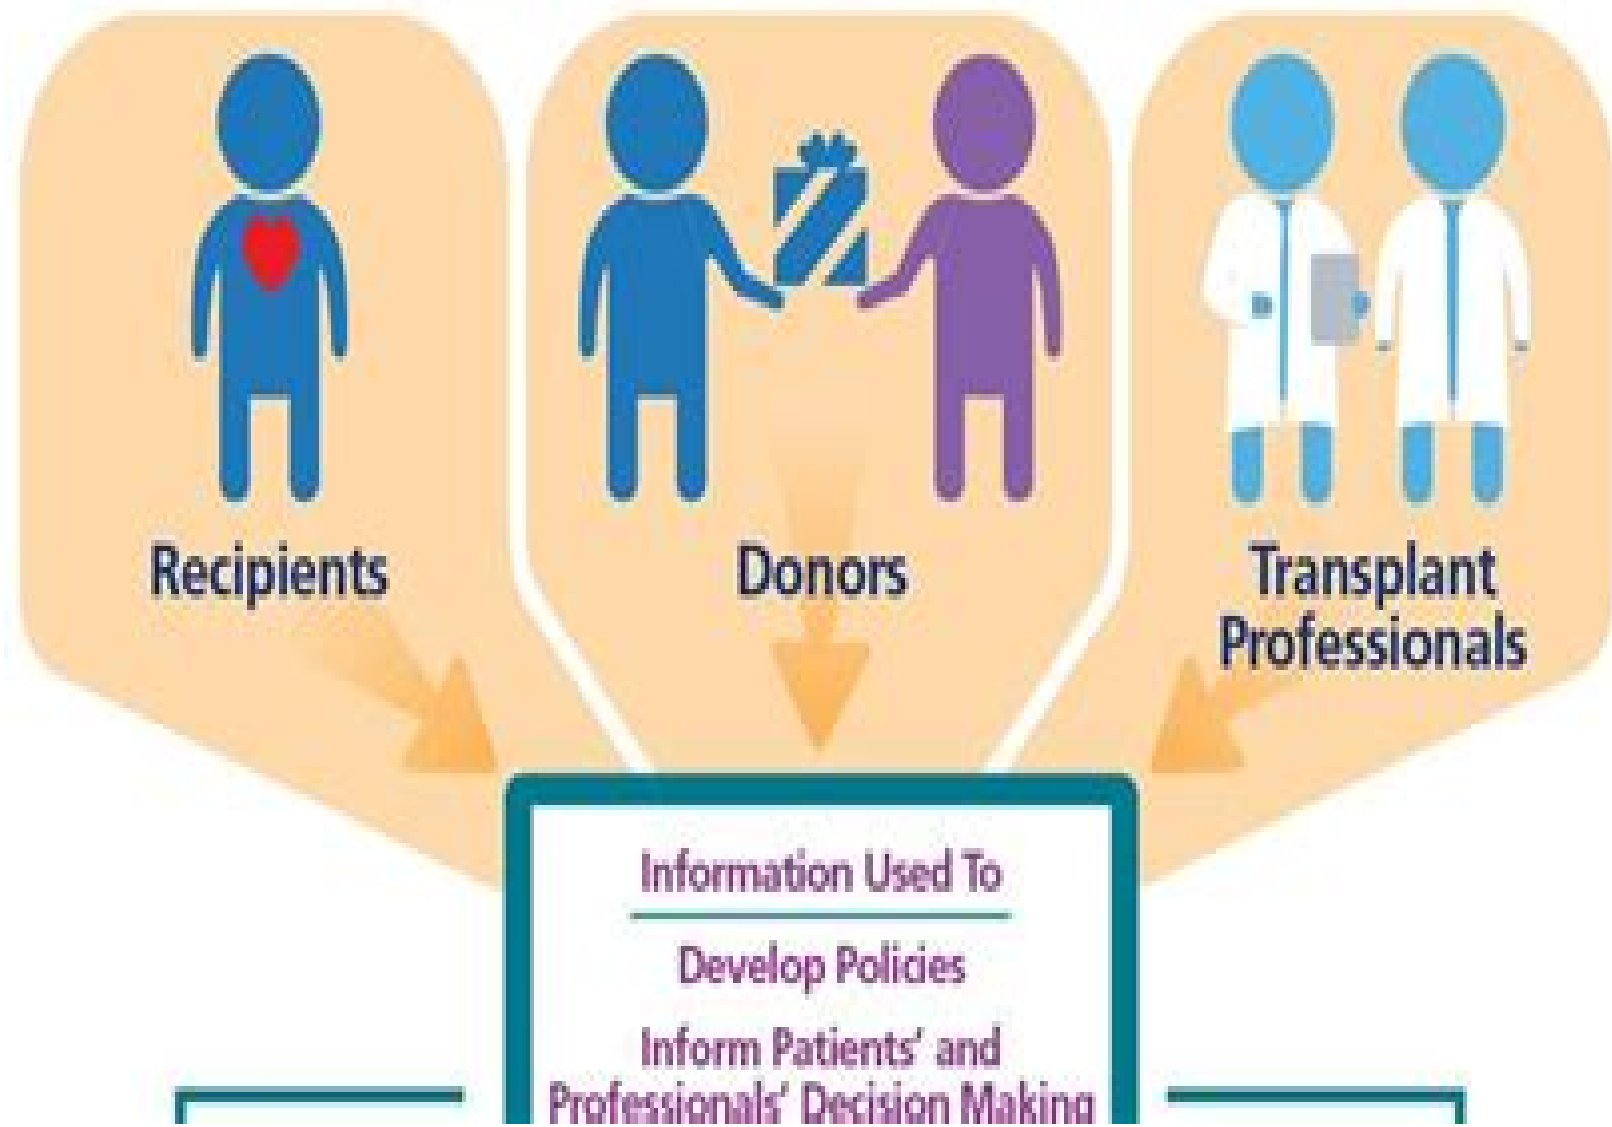 Recipients
Donors
Transplant
Professionals
Information Used To
Develop Policies
Inform Patients’ and
Professionals’ Decision Making